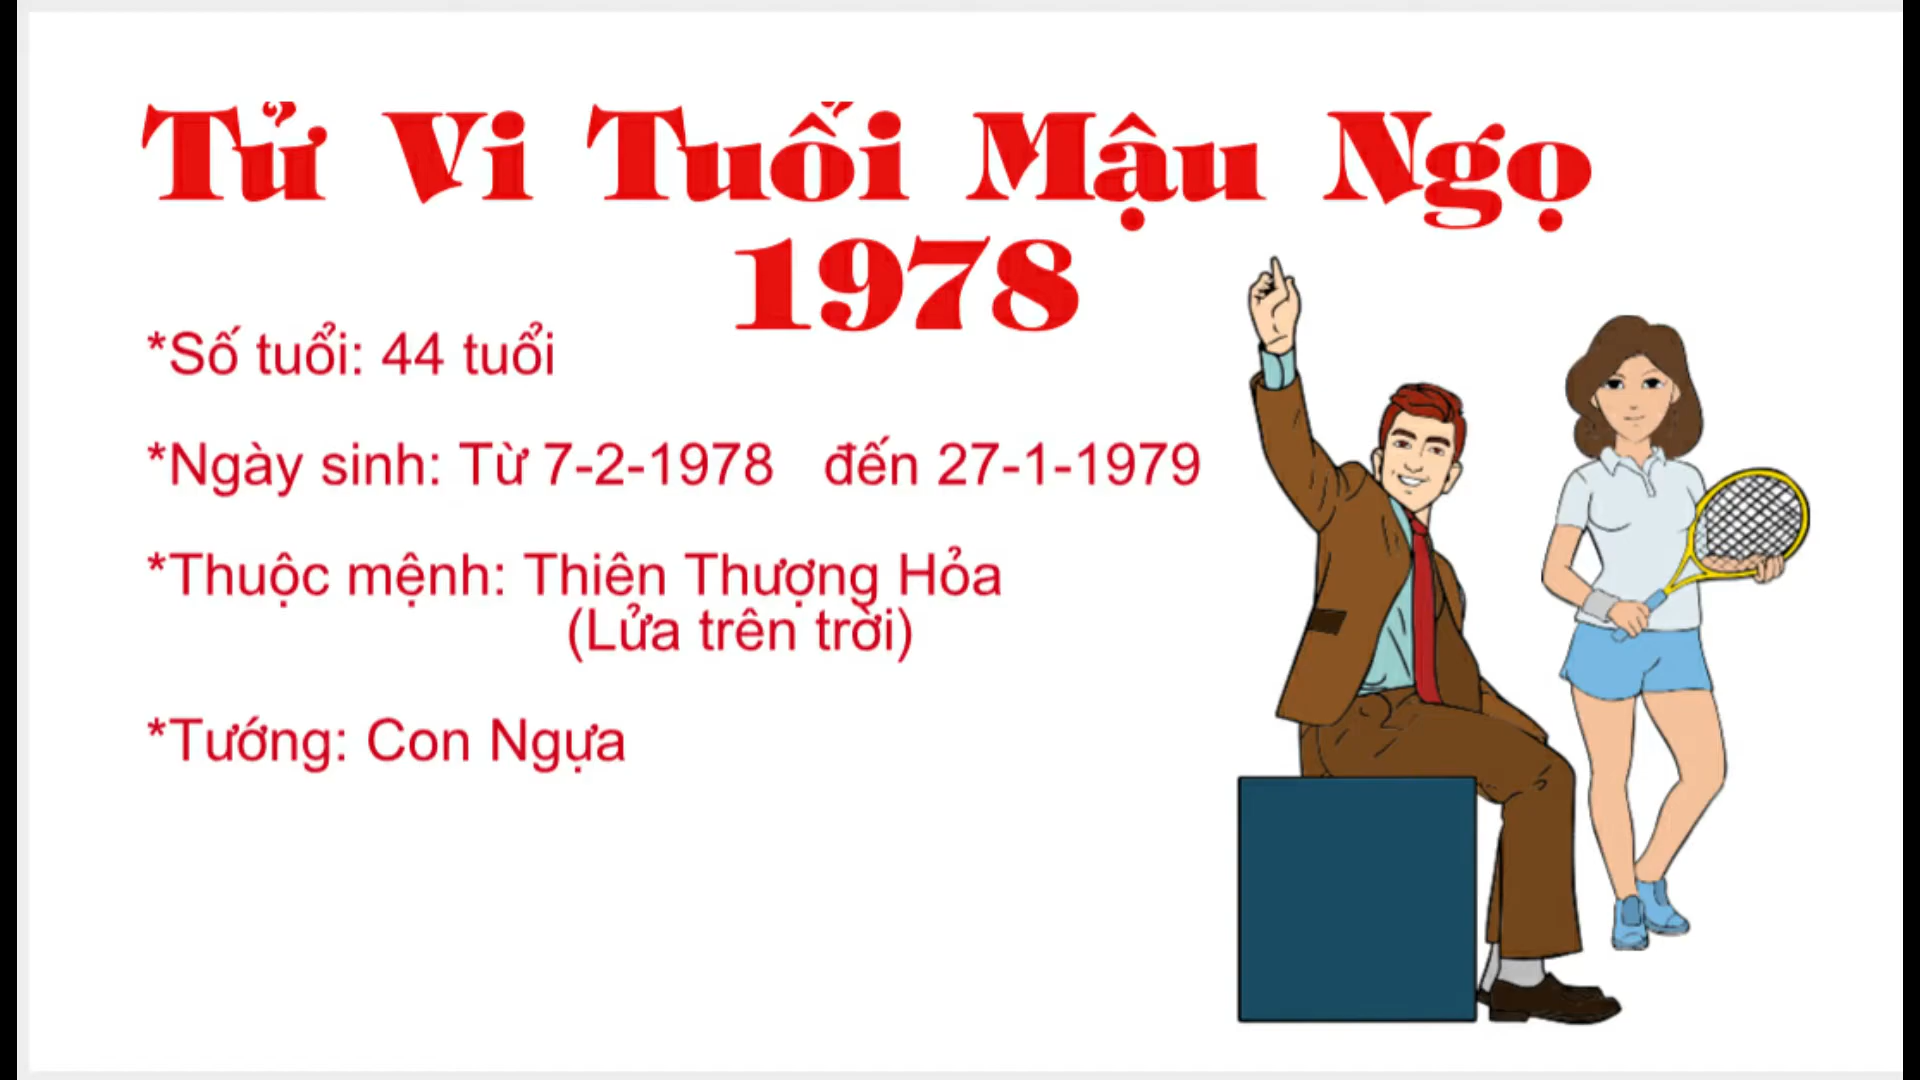 Tử Vi Tuổi Mậu Ngọ
1978
*Số tuổi: 44 tuổi
*Ngày sinh: Từ 7-2-1978 đến 27-1-1979
*Thuộc mệnh: Thiên Thượng Hỏa
(Lửa trên trời)
*Tướng: Con Ngựa